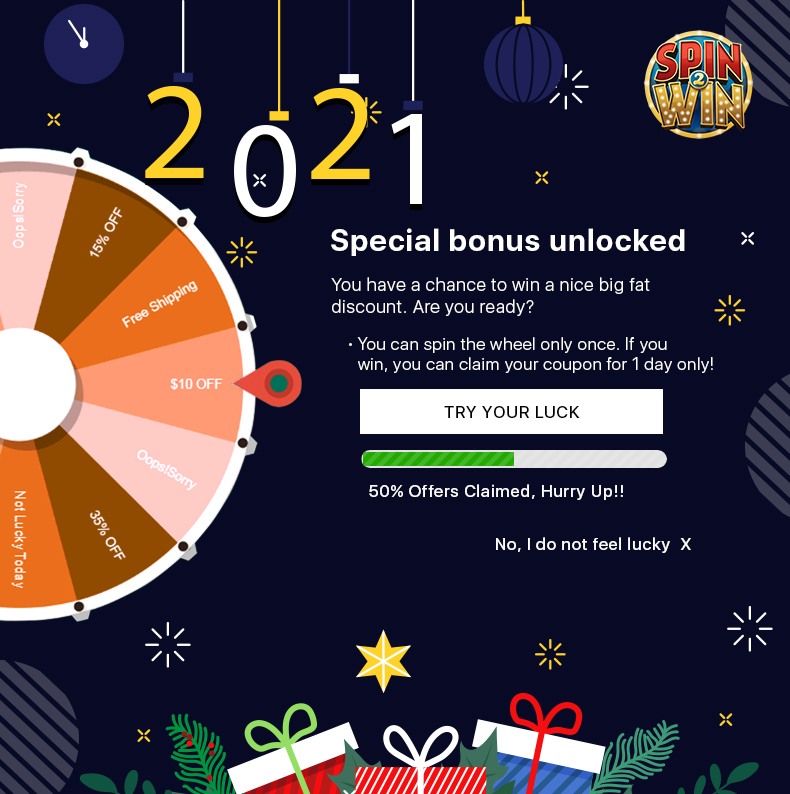 2021
SPIN
2
WIN
Oops!Sorry
15% OFF
Free Shipping
$10 OFF
Oops!Sorry
35% OFF
Not Lucky Today
Special bonus unlocked
You have a chance to win a nice big fat
discount. Are you ready?
· You can spin the wheel only once. If you
win, you can claim your coupon for 1 day only!
TRY YOUR LUCK
50% Offers Claimed, Hurry Up!!
No, I do not feel lucky X